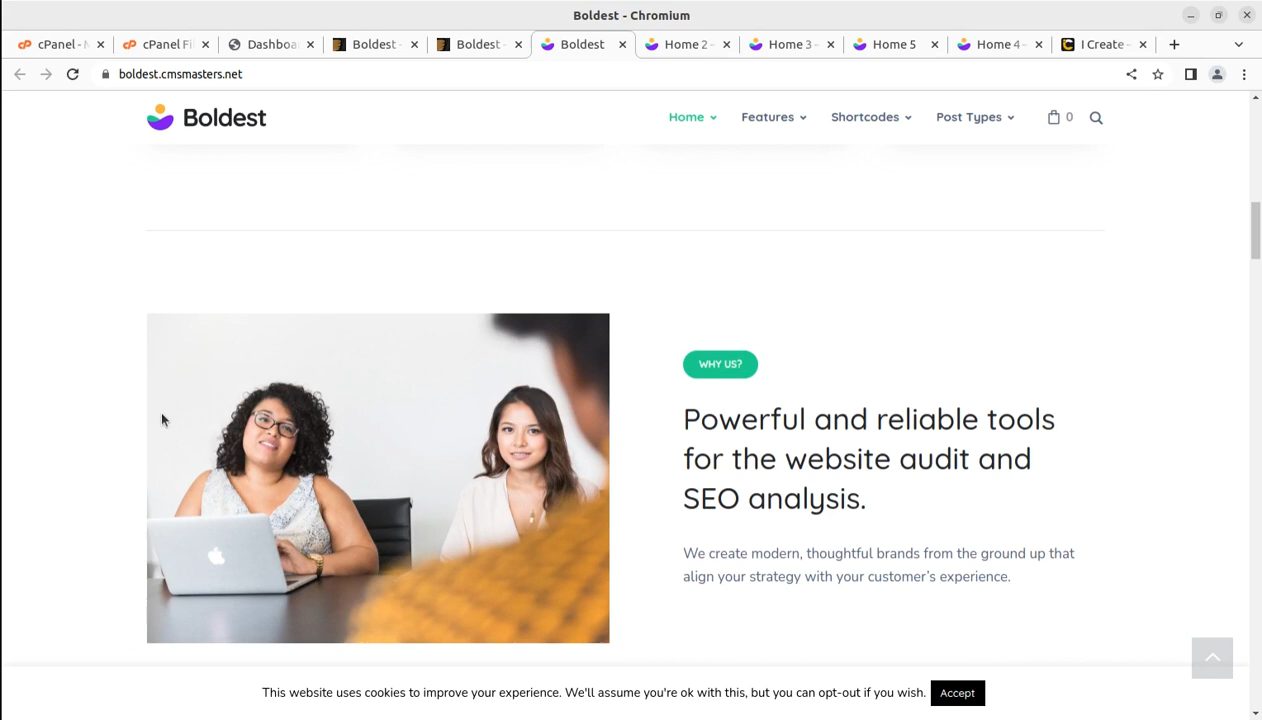 Boldest - Chromium
cPanel - M
cPanel Fi
Dashboa
Boldest -
Boldest -
Boldest
Home 2 -
Home 3 -
Home 5
Home 4 -
I Create -
boldest.cmsmasters.net
Boldest
Home
Features
Shortcodes
Post Types
0
WHY US?
Powerful and reliable tools
for the website audit and
SEO analysis.
We create modern, thoughtful brands from the ground up that
align your strategy with your customer’s experience.
This website uses cookies to improve your experience. We'll assume you're ok with this, but you can opt-out if you wish.
Accept